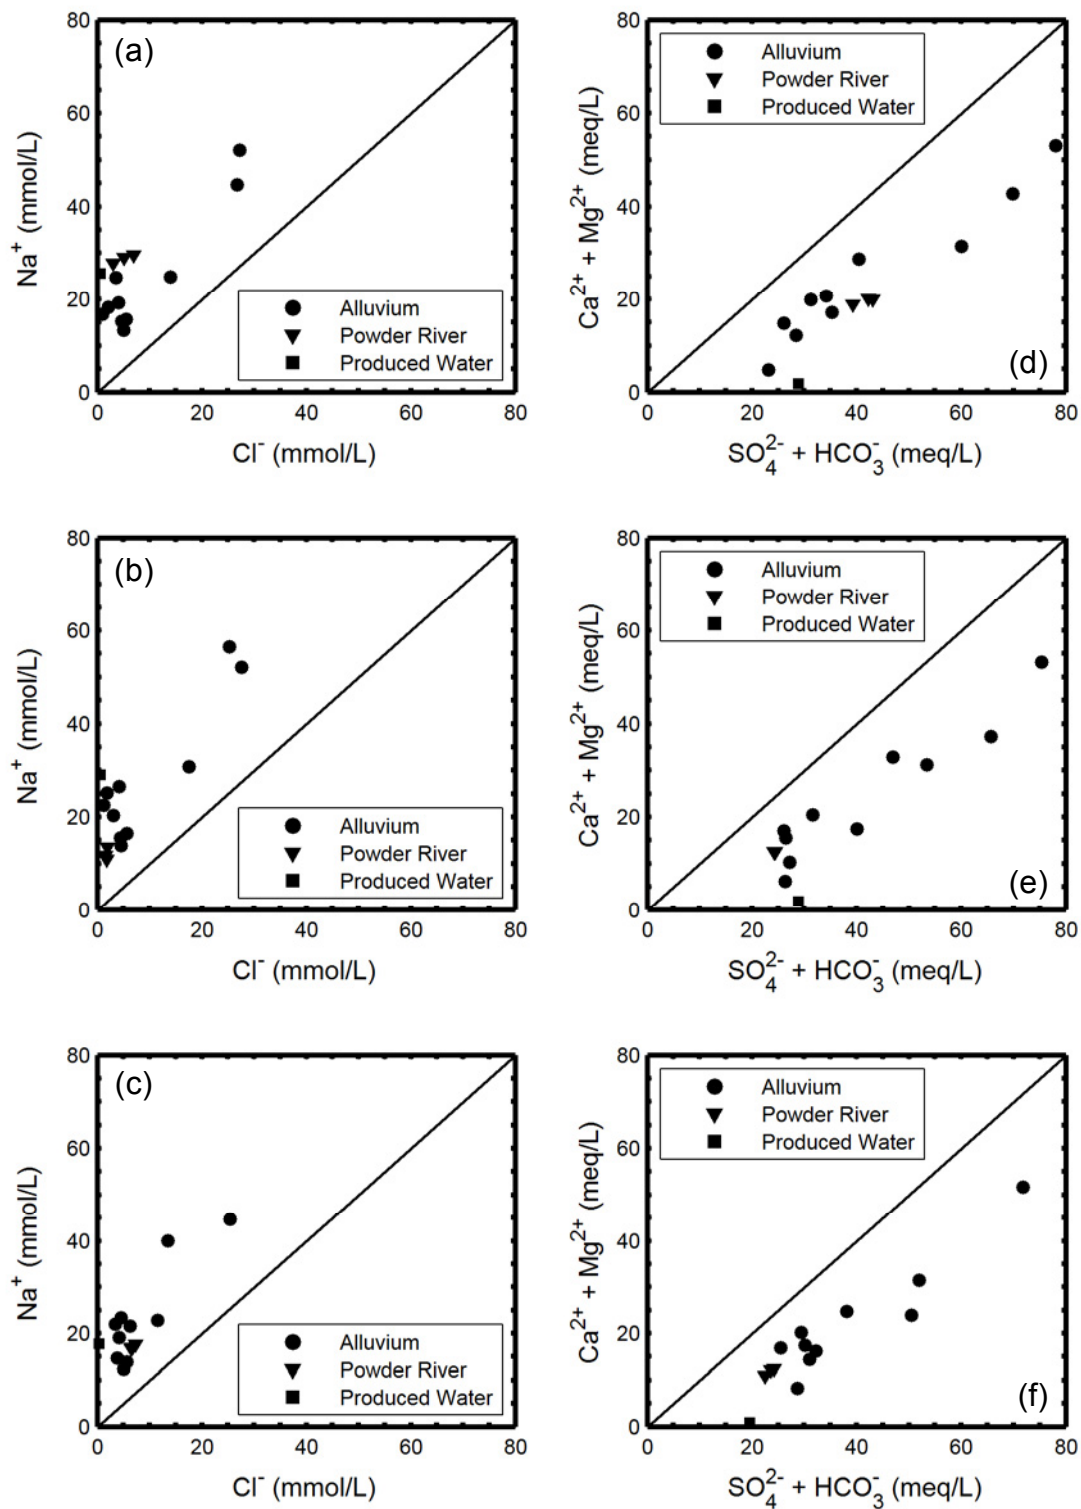 (a)
80
60
40
20
0
Na⁺ (mmol/L)
Alluvium
Powder River
Produced Water
0 20 40 60 80
Cl⁻ (mmol/L)
80
60
40
20
0
Ca²⁺ + Mg²⁺ (meq/L)
Alluvium
Powder River
Produced Water
(d)
0 20 40 60 80
SO₄²⁻ + HCO₃⁻ (meq/L)
(b)
80
60
40
20
0
Na⁺ (mmol/L)
Alluvium
Powder River
Produced Water
0 20 40 60 80
Cl⁻ (mmol/L)
80
60
40
20
0
Ca²⁺ + Mg²⁺ (meq/L)
Alluvium
Powder River
Produced Water
(e)
0 20 40 60 80
SO₄²⁻ + HCO₃⁻ (meq/L)
(c)
80
60
40
20
0
Na⁺ (mmol/L)
Alluvium
Powder River
Produced Water
0 20 40 60 80
Cl⁻ (mmol/L)
80
60
40
20
0
Ca²⁺ + Mg²⁺ (meq/L)
Alluvium
Powder River
Produced Water
(f)
0 20 40 60 80
SO₄²⁻ + HCO₃⁻ (meq/L)